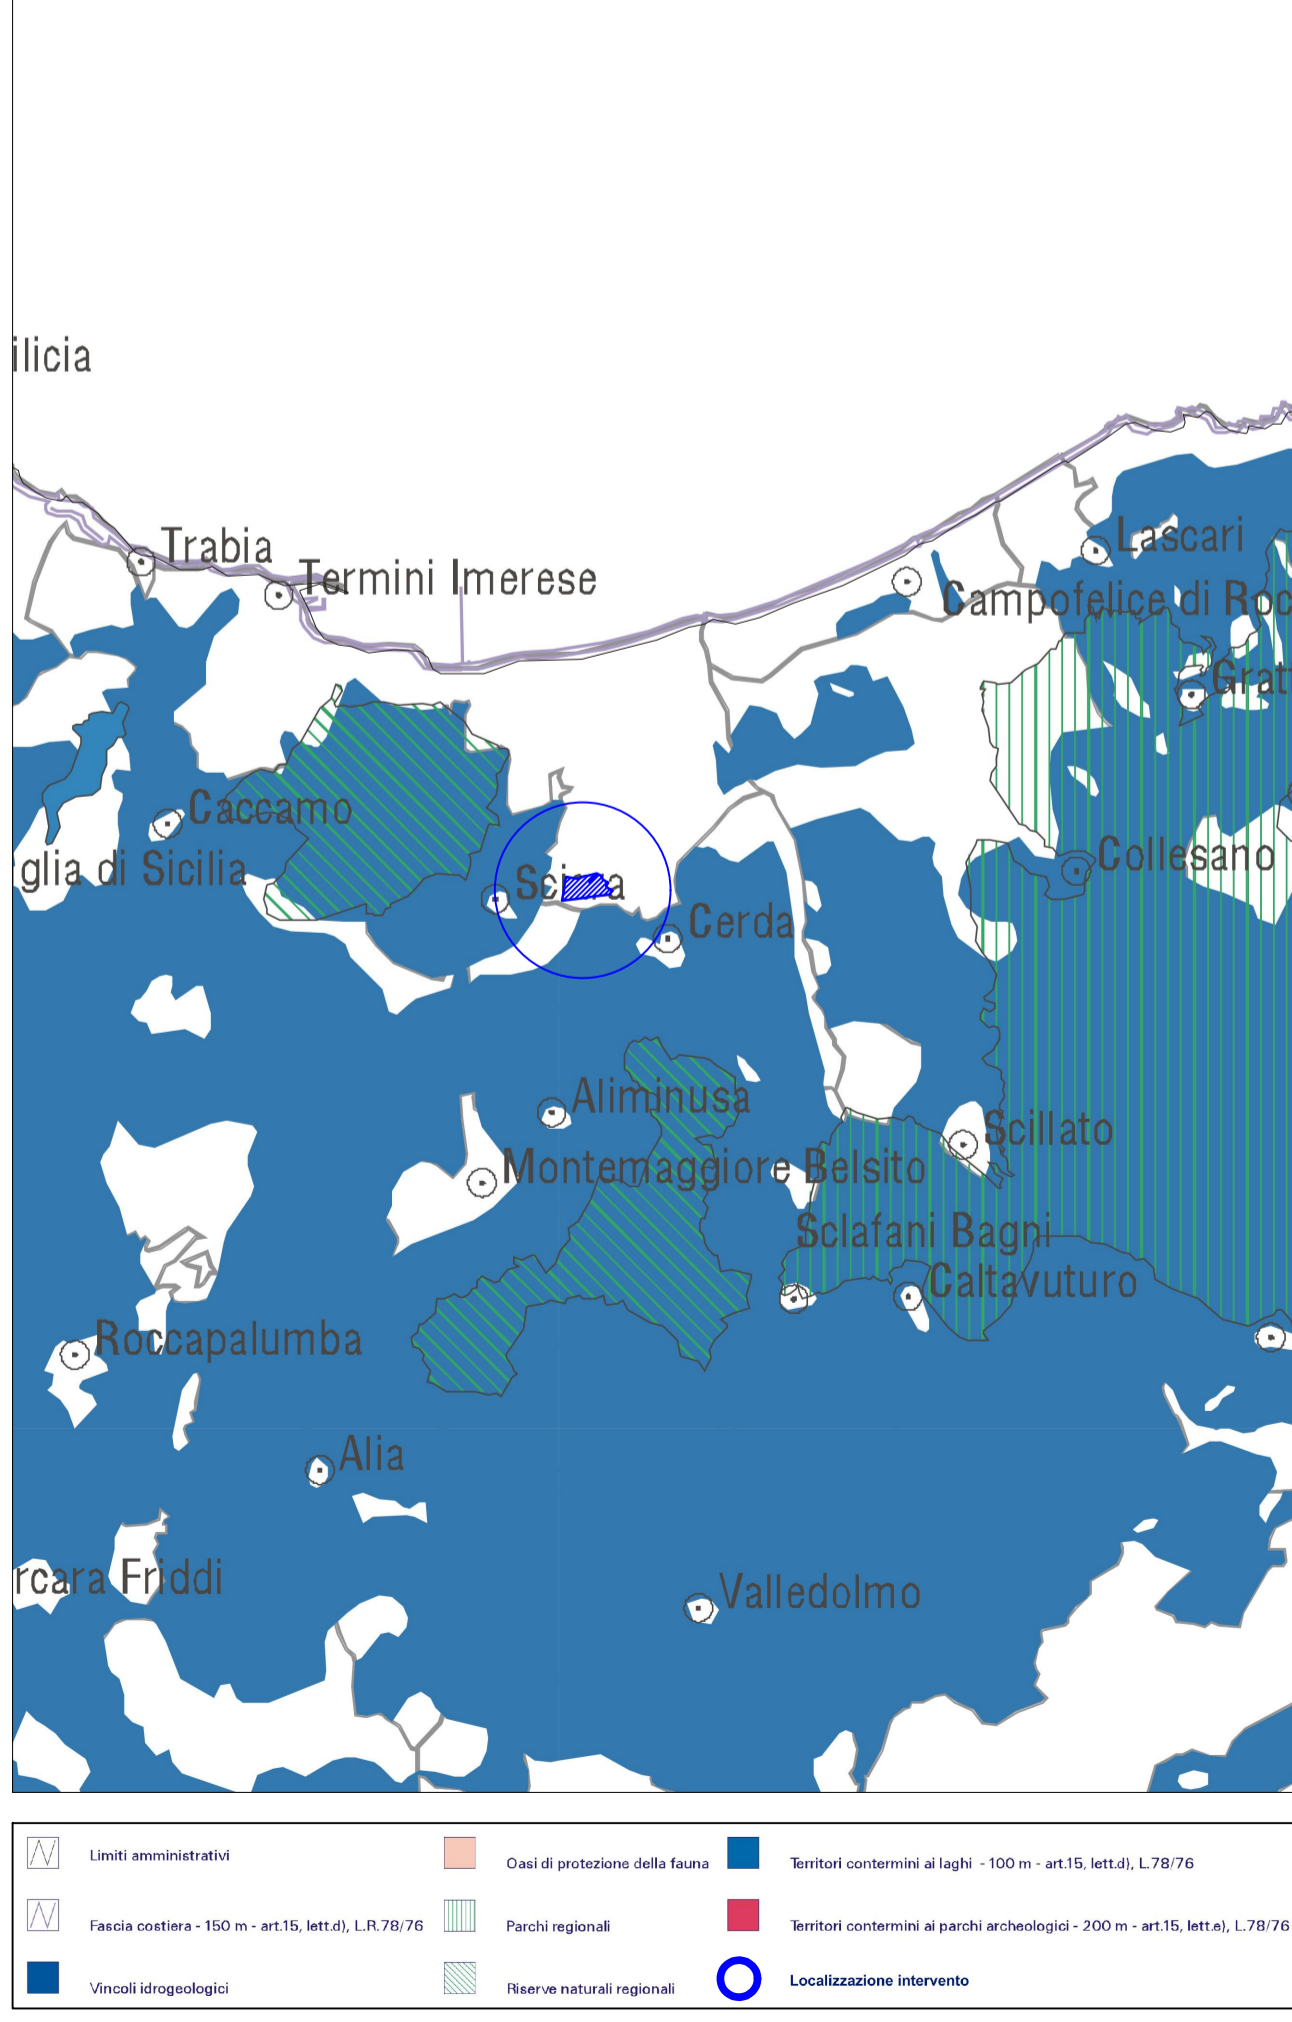 ilicia
Trabia
Termini Imerese
Lascari
Campofelice di Roc
Grat
Caccamo
glia di Sicilia
Sciara
Collesano
Cerda
Aliminusa
Scillato
Montemaggiore Belsito
Sclafani Bagni
Caltavuturo
Roccapalumba
Alia
rcara Friddi
Valledolmo
Limiti amministrativi
Fascia costiera - 150 m - art.15, lett.d), L.R.78/76
Vincoli idrogeologici
Oasi di protezione della fauna
Parchi regionali
Riserve naturali regionali
Territori contermini ai laghi - 100 m - art.15, lett.d), L.78/76
Territori contermini ai parchi archeologici - 200 m - art.15, lett.e), L.78/76
Localizzazione intervento